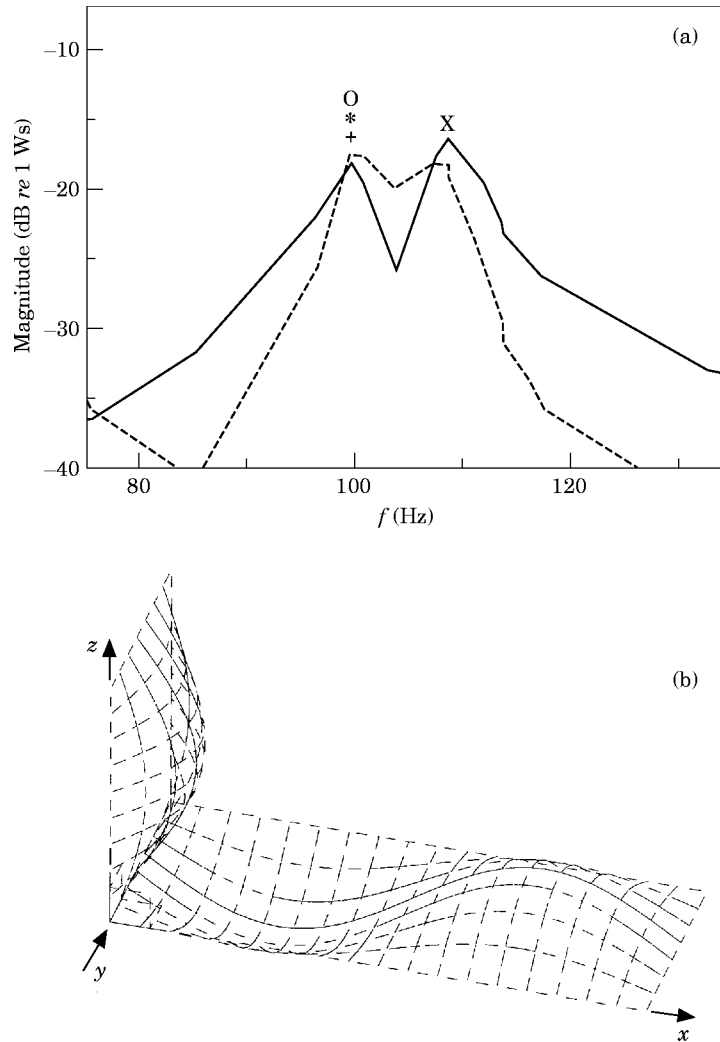 (a)
−10
O
*
+
X
−20
Magnitude (dB re 1 Ws)
−30
−40
80
100
120
f (Hz)
z
(b)
y
x